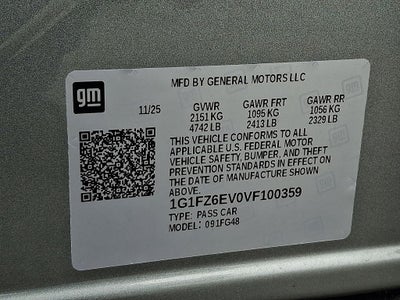 gm
MFD BY GENERAL MOTORS LLC
11/25 GVWR GAWR FRT GAWR RR
2151 KG 1095 KG 1056 KG
4742 LB 2413 LB 2329 LB
THIS VEHICLE CONFORMS TO ALL
APPLICABLE U.S. FEDERAL MOTOR
VEHICLE SAFETY, BUMPER, AND THEFT
PREVENTION STANDARDS IN EFFECT ON
THE DATE OF MANUFACTURE SHOWN
ABOVE.
1G1FZ6EV0VF100359
TYPE: PASS CAR
MODEL: 091FG48